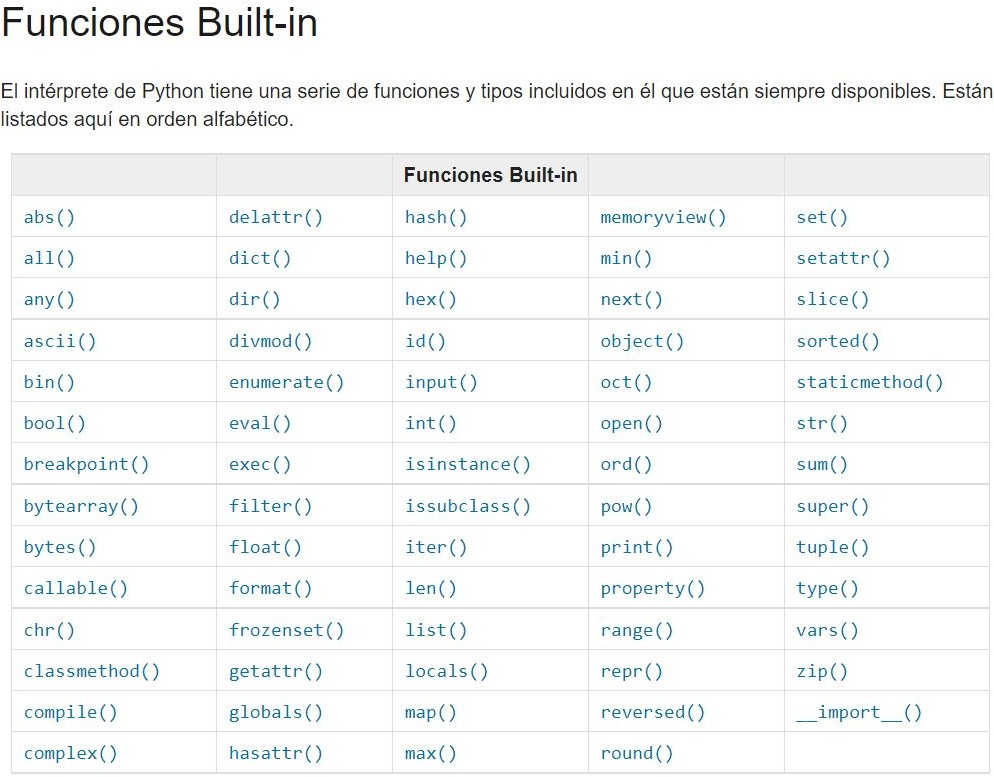 Funciones Built-in
El intérprete de Python tiene una serie de funciones y tipos incluidos en él que están siempre disponibles. Están
listados aquí en orden alfabético.
Funciones Built-in
abs() delattr() hash() memoryview() set()
all() dict() help() min() setattr()
any() dir() hex() next() slice()
ascii() divmod() id() object() sorted()
bin() enumerate() input() oct() staticmethod()
bool() eval() int() open() str()
breakpoint() exec() isinstance() ord() sum()
bytearray() filter() issubclass() pow() super()
bytes() float() iter() print() tuple()
callable() format() len() property() type()
chr() frozenset() list() range() vars()
classmethod() getattr() locals() repr() zip()
compile() globals() map() reversed() __import__()
complex() hasattr() max() round()